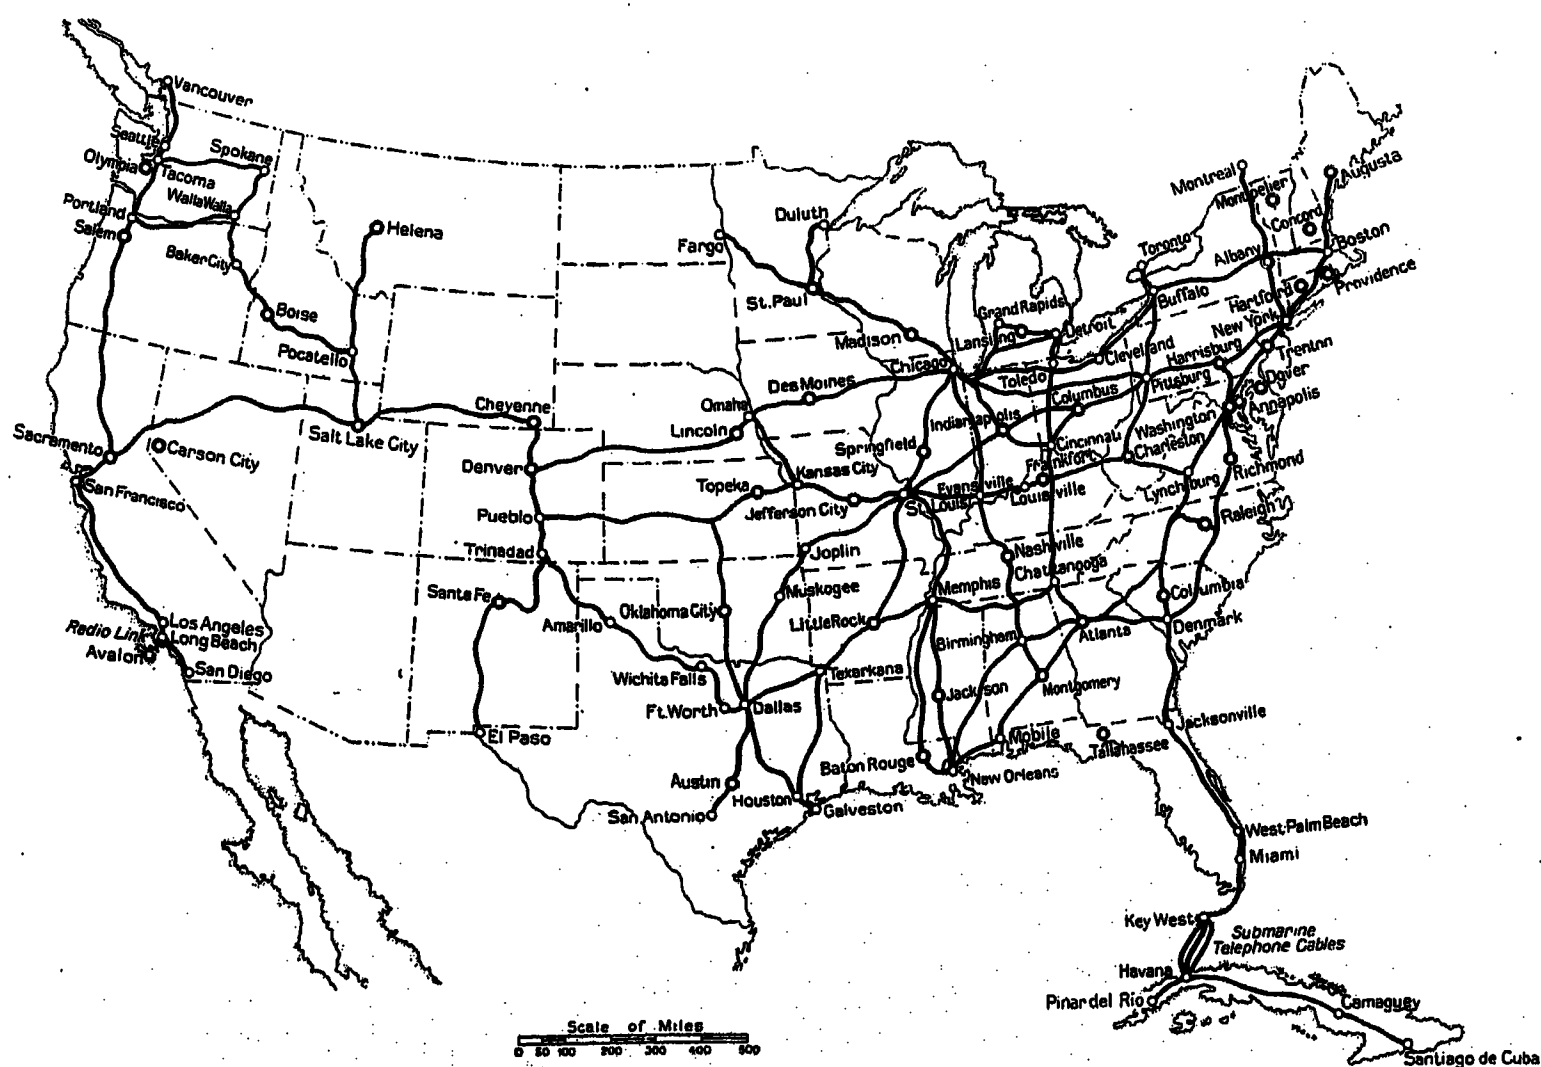 Vancouver
Seattle
Olympia
Tacoma
Spokane
Walla Walla
Portland
Salem
Baker City
Boise
Pocatello
Helena
Fargo
Duluth
St. Paul
Madison
Grand Rapids
Lansing
Detroit
Chicago
Toledo
Cleveland
Toronto
Buffalo
Montreal
Montpelier
Augusta
Concord
Boston
Albany
Hartford
Providence
New York
Trenton
Harrisburg
Pittsburg
Dover
Annapolis
Washington
Columbus
Indianapolis
Cincinnati
Charleston
Frankfort
Lynchburg
Richmond
Raleigh
Louisville
Evansville
St. Louis
Springfield
Des Moines
Omaha
Lincoln
Kansas City
Topeka
Jefferson City
Cheyenne
Salt Lake City
Denver
Pueblo
Trinadad
Santa Fe
Sacramento
Carson City
San Francisco
Los Angeles
Radio Link
Long Beach
Avalon
San Diego
El Paso
Amarillo
Oklahoma City
Wichita Falls
Ft. Worth
Dallas
Muskogee
Joplin
Little Rock
Texarkana
Memphis
Nashville
Chattanooga
Birmingham
Atlanta
Columbia
Denmark
Montgomery
Jackson
Mobile
Baton Rouge
New Orleans
Tallahassee
Jacksonville
Austin
Houston
San Antonio
Galveston
West Palm Beach
Miami
Key West
Submarine
Telephone Cables
Havana
Pinar del Rio
Camaguey
Santiago de Cuba
Scale of Miles
0 50 100 200 300 400 500